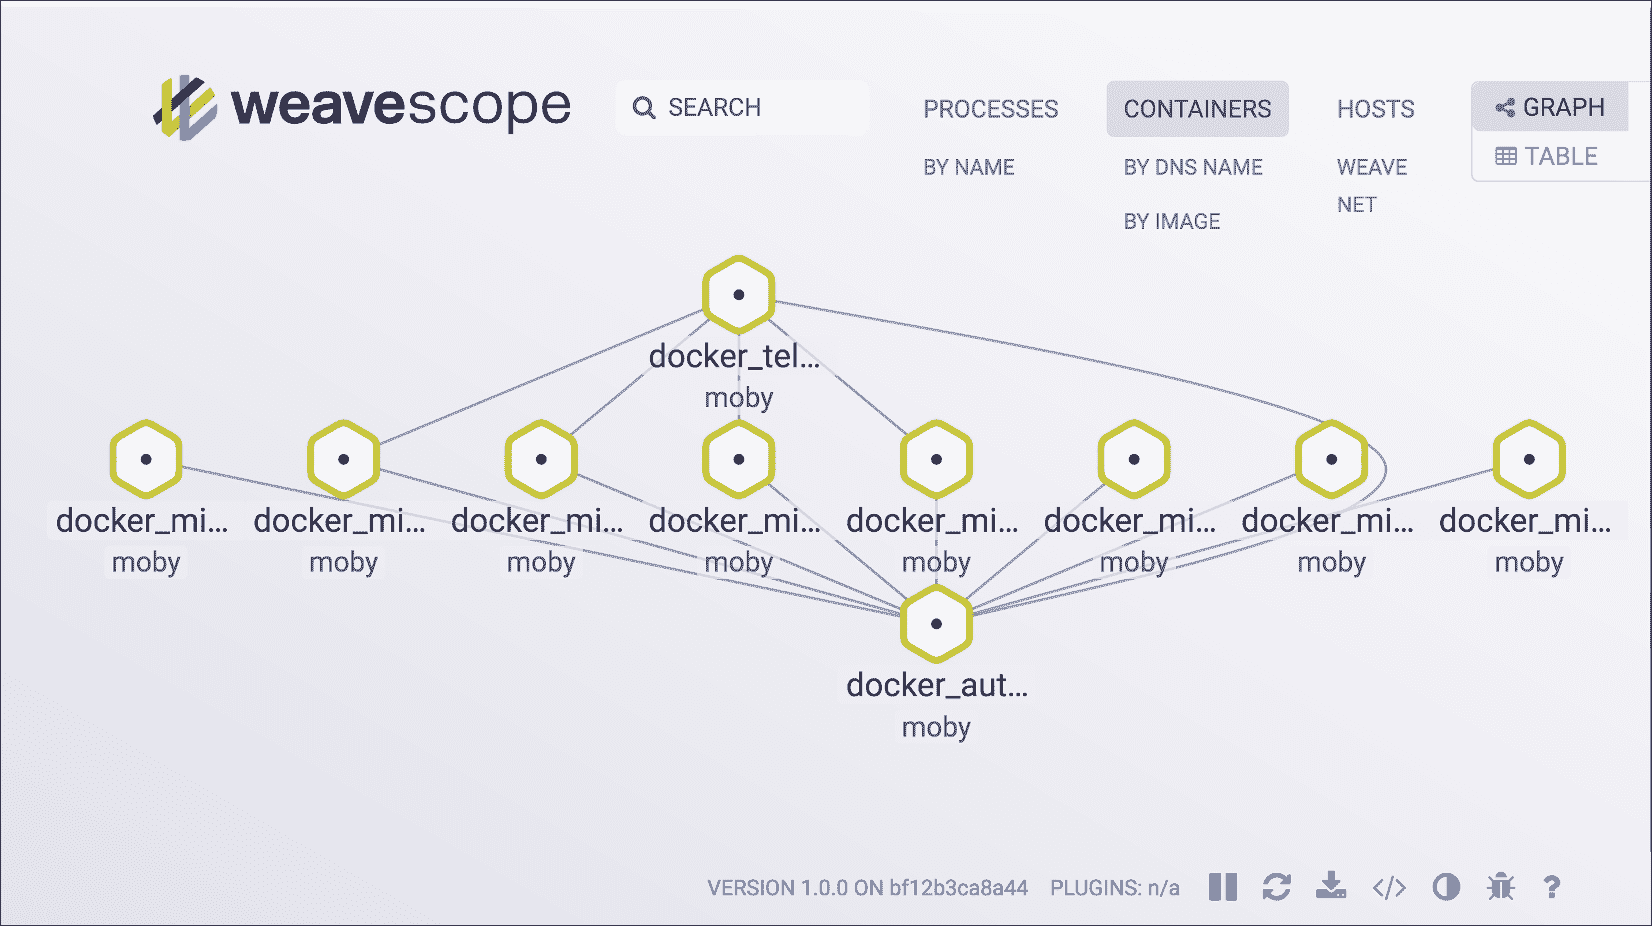 weavescope
SEARCH
PROCESSES
CONTAINERS
HOSTS
GRAPH
BY NAME
BY DNS NAME
WEAVE
NET
TABLE
BY IMAGE
docker_tel...
moby
docker_mi... docker_mi... docker_mi... docker_mi... docker_mi... docker_mi... docker_mi... docker_mi...
moby moby moby moby moby moby moby moby
docker_aut...
moby
VERSION 1.0.0 ON bf12b3ca8a44 PLUGINS: n/a </> ?